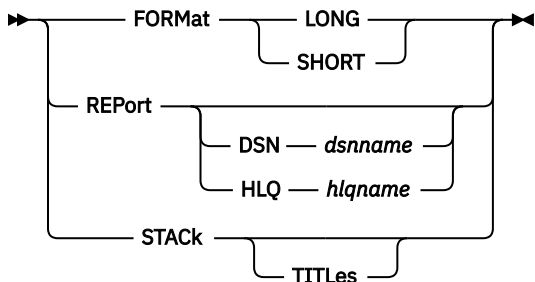 FORMat LONG
SHORT
REPort
DSN dsnname
HLQ hlqname
STACk
TITLes